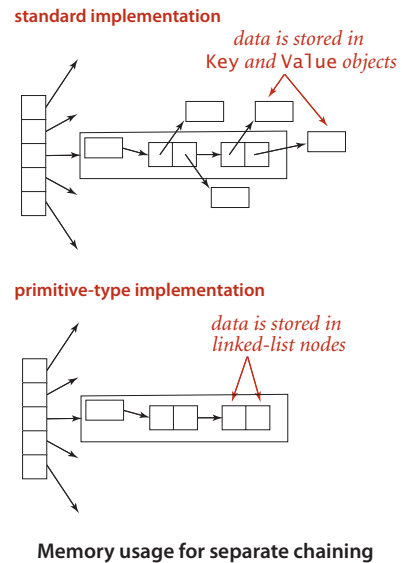 standard implementation
data is stored in
Key and Value objects
primitive-type implementation
data is stored in
linked-list nodes
Memory usage for separate chaining